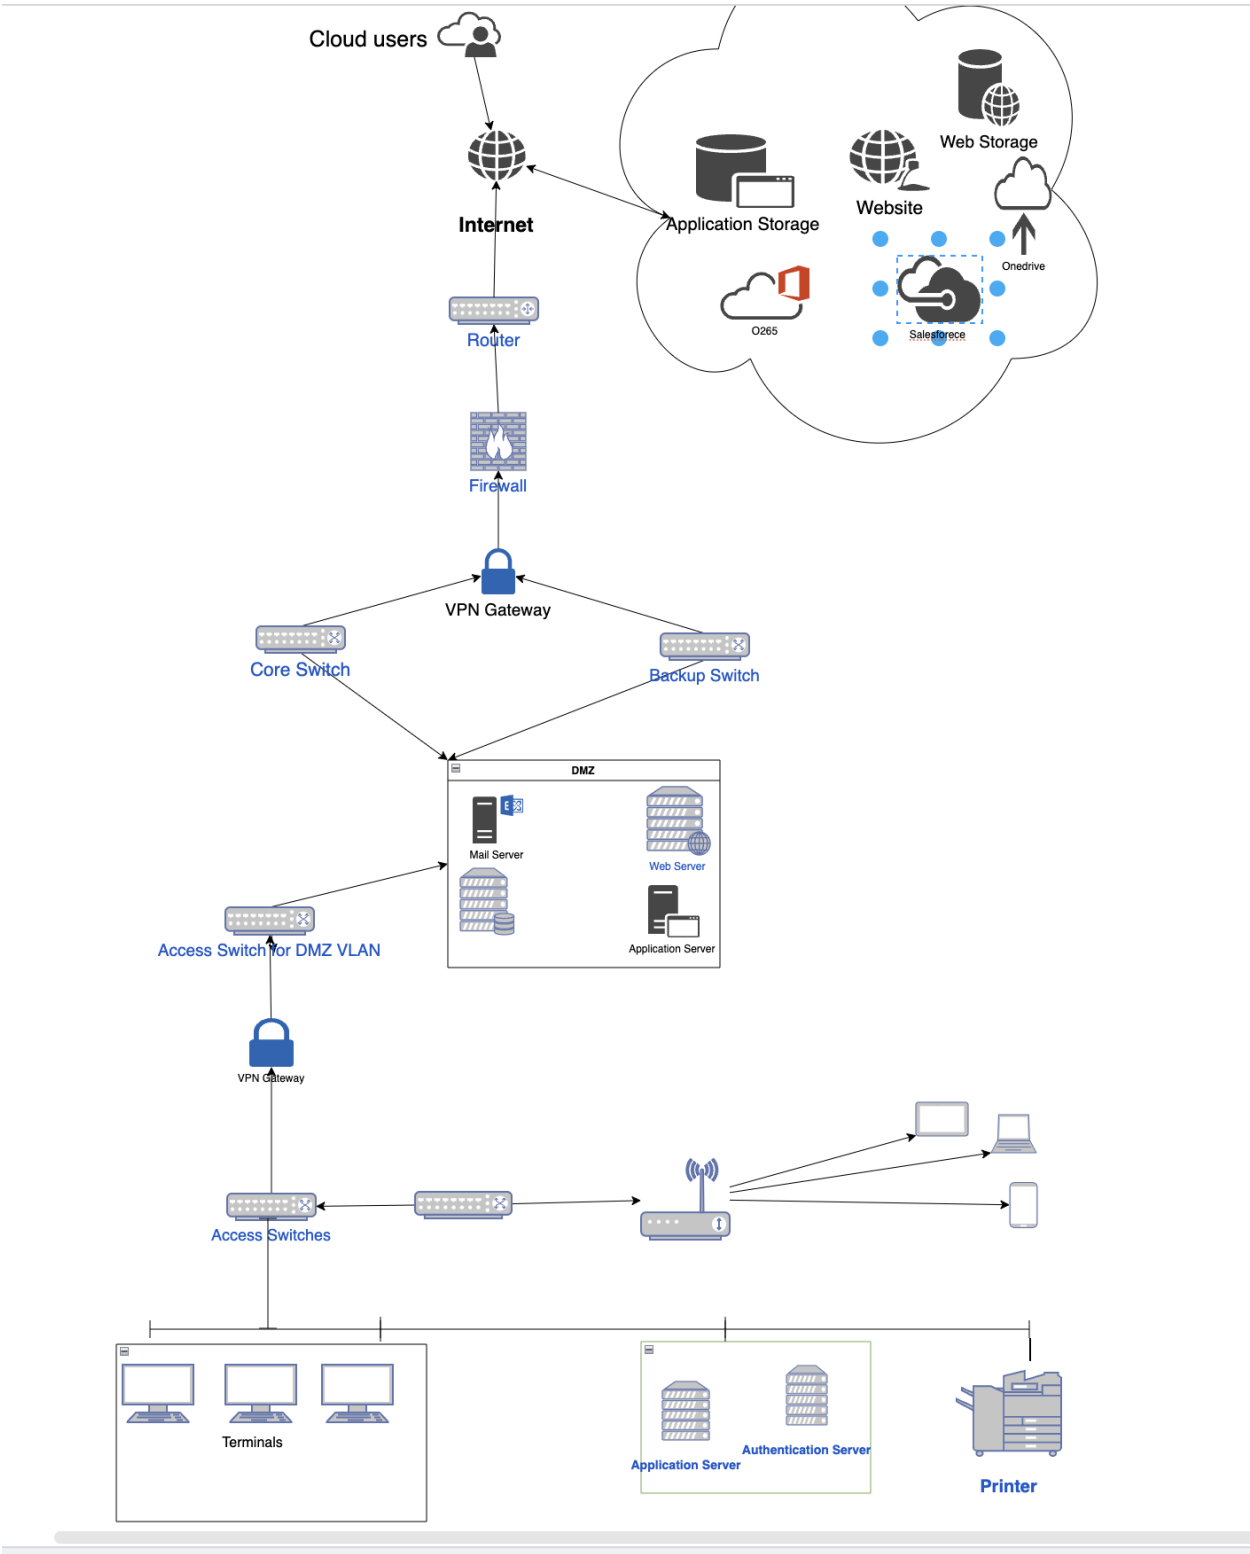 Cloud users
Web Storage
Website
Internet
Application Storage
Onedrive
O265
Salesforece
Router
Firewall
VPN Gateway
Core Switch
Backup Switch
DMZ
E
Mail Server
Web Server
Application Server
Access Switch for DMZ VLAN
VPN Gateway
Access Switches
Terminals
Authentication Server
Application Server
Printer